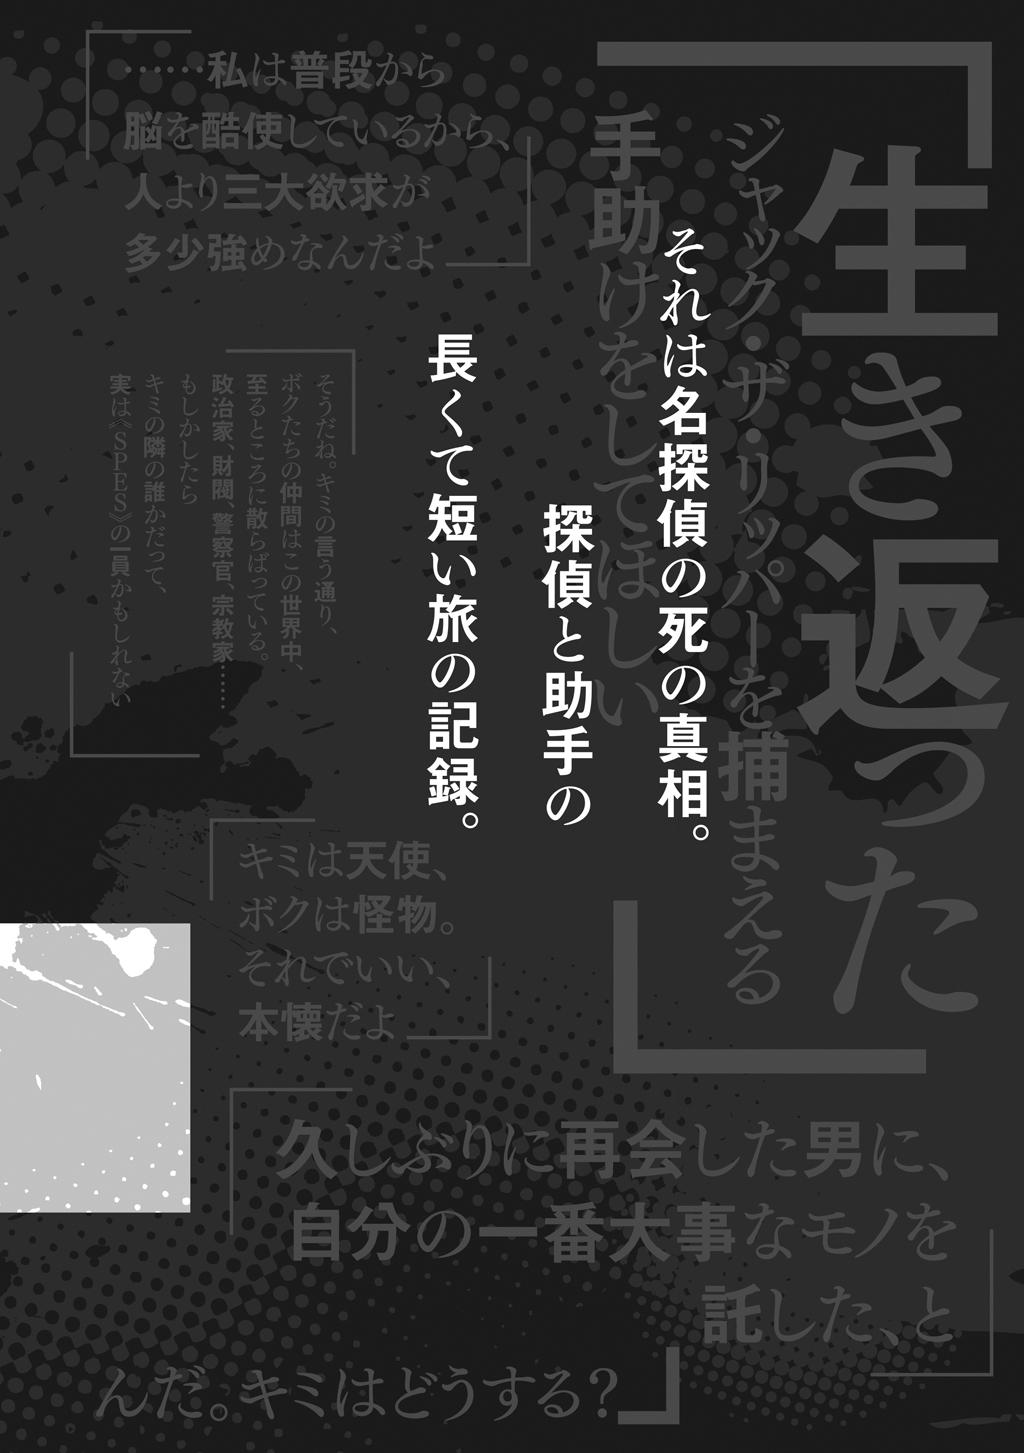 「生き返った
ジャック・ザ・リッパーを捕まえる
手助けをしてほしい」
それは名探偵の死の真相。
探偵と助手の
長くて短い旅の記録。
「……私は普段から
脳を酷使しているから、
人より三大欲求が
多少強めなんだよ」
「そうだね。キミの言う通り、
ボクたちの仲間はこの世界中、
至るところに散らばっている。
政治家、財閥、警察官、宗教家……
もしかしたら
キミの隣の誰かだって、
実は《SPES》の一員かもしれない」
「キミは天使、
ボクは怪物。
それでいい、
本懐だよ」
「久しぶりに再会した男に、
自分の一番大事なモノを
託した、と」
んだ。キミはどうする?」